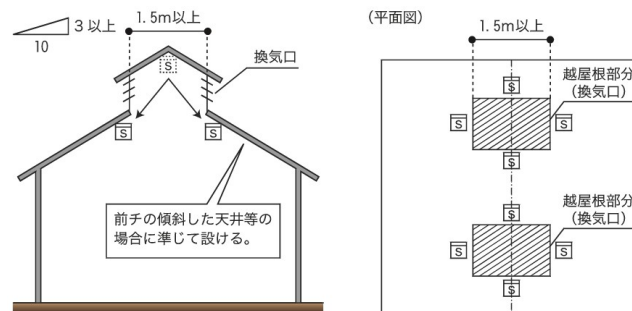 3以上
10
1.5m以上
S
換気口
S
S
前チの傾斜した天井等の
場合に準じて設ける。
（平面図）
1.5m以上
越屋根部分
（換気口）
S
S
S
S
越屋根部分
（換気口）
S
S
S
S